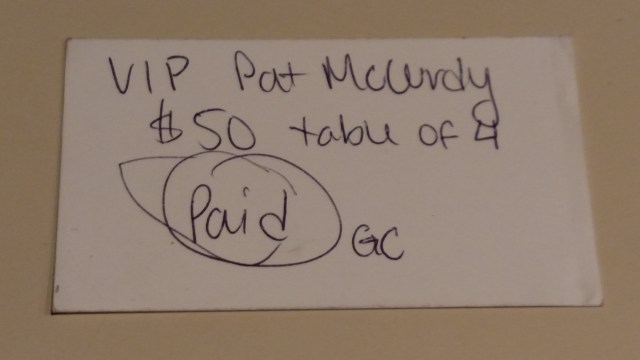 VIP Pat McCurdy
$50 table of 4
Paid GC